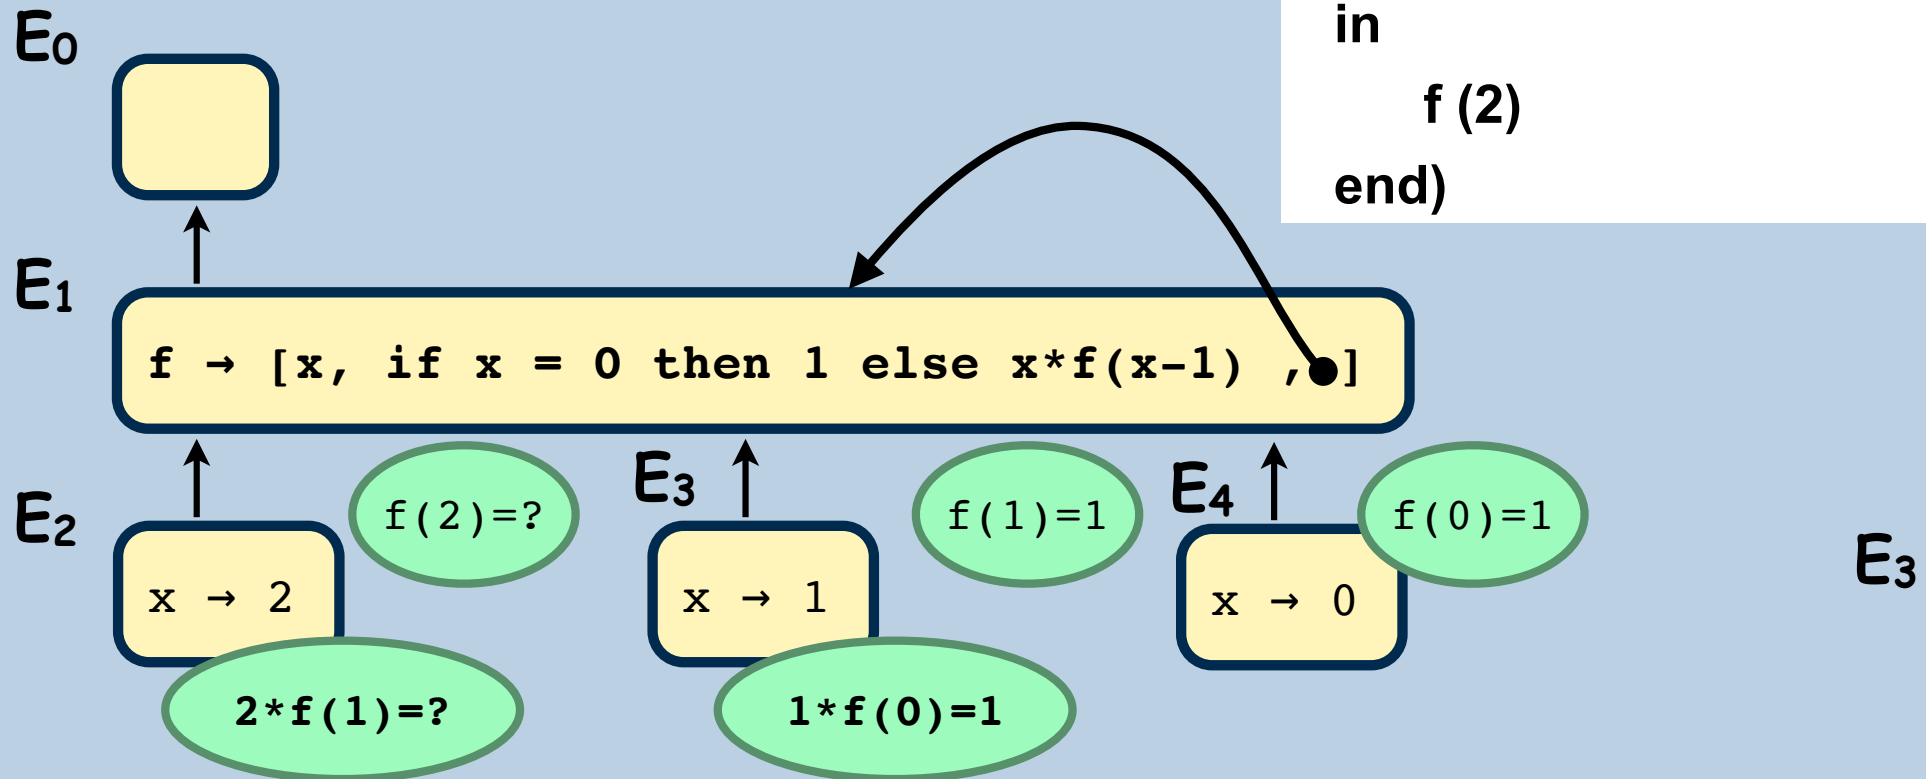 in
f (2)
end)
E0
E1
f → [x, if x = 0 then 1 else x*f(x-1) , ]
E2
f(2)=?
E3
f(1)=1
E4
f(0)=1
E3
x → 2
x → 1
x → 0
2*f(1)=?
1*f(0)=1